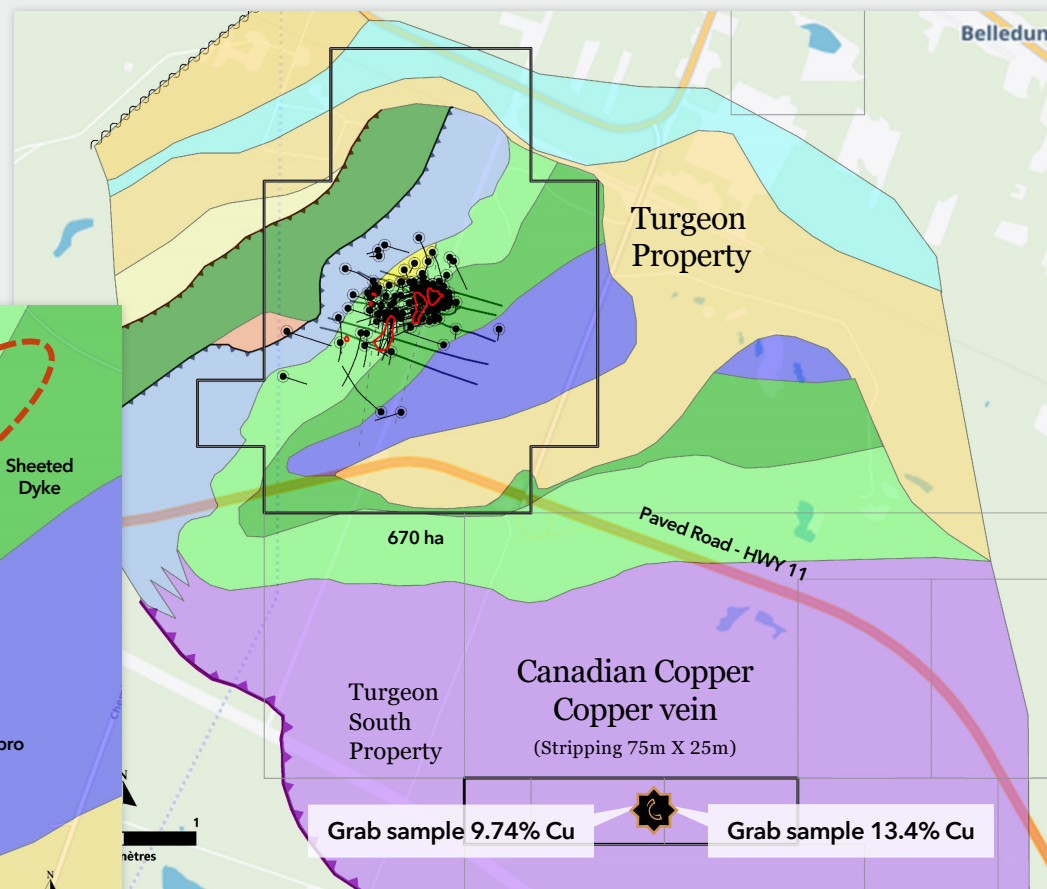 Belledun
Turgeon
Property
Sheeted
Dyke
670 ha
Paved Road - HWY 11
Canadian Copper
Copper vein
(Stripping 75m X 25m)
Turgeon
South
Property
N
1
mètres
Grab sample 9.74% Cu
Grab sample 13.4% Cu
N